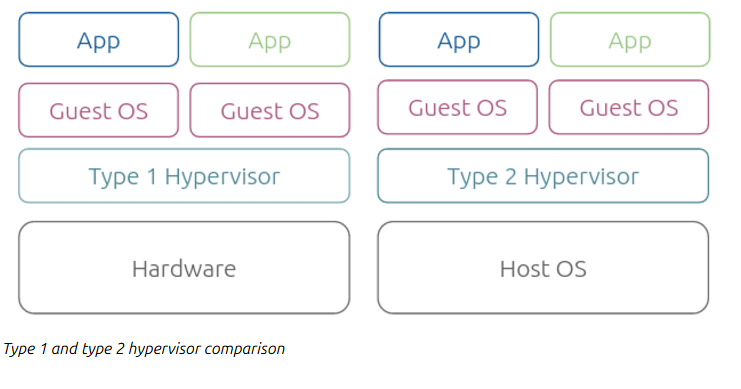 App App App App
Guest OS Guest OS Guest OS Guest OS
Type 1 Hypervisor Type 2 Hypervisor
Hardware Host OS
Type 1 and type 2 hypervisor comparison